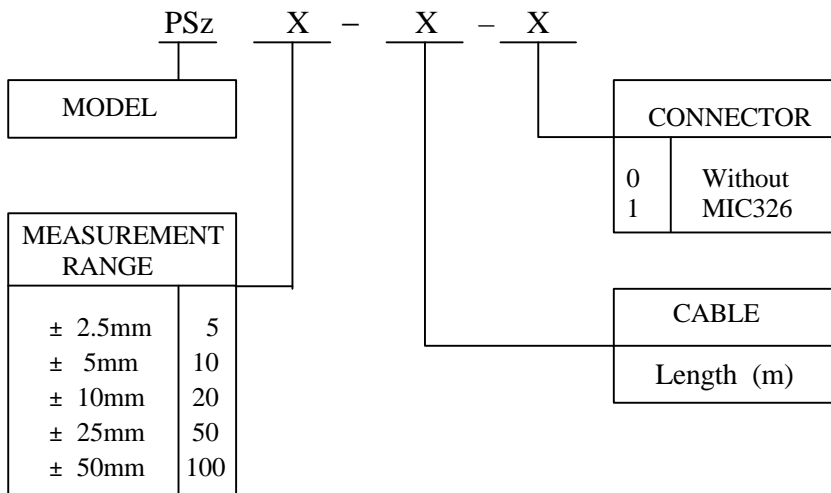 PSz X – X – X
MODEL
CONNECTOR
0 Without
1 MIC326
MEASUREMENT
RANGE
± 2.5mm 5
± 5mm 10
± 10mm 20
± 25mm 50
± 50mm 100
CABLE
Length (m)